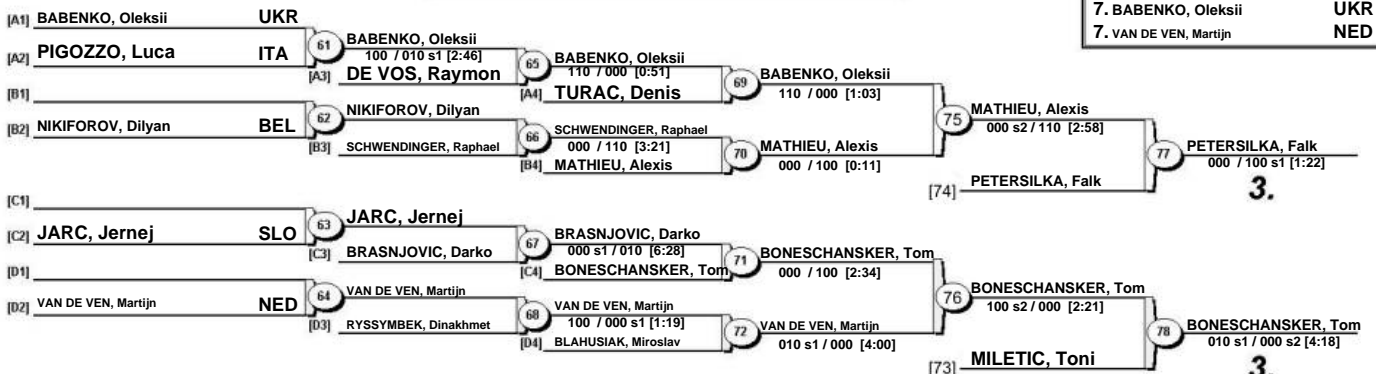 7. BABENKO, Oleksii UKR
7. VAN DE VEN, Martijn NED
[A1] BABENKO, Oleksii UKR
61
BABENKO, Oleksii
100 / 010 s1 [2:46]
[A2] PIGOZZO, Luca ITA
[A3] DE VOS, Raymon
65
BABENKO, Oleksii
110 / 000 [0:51]
[A4] TURAC, Denis
69
BABENKO, Oleksii
110 / 000 [1:03]
[B1]
62
NIKIFOROV, Dilyan
[B2] NIKIFOROV, Dilyan BEL
[B3] SCHWENDINGER, Raphael
66
SCHWENDINGER, Raphael
000 / 110 [3:21]
[B4] MATHIEU, Alexis
70
MATHIEU, Alexis
000 / 100 [0:11]
75
MATHIEU, Alexis
000 s2 / 110 [2:58]
[74] PETERSILKA, Falk
77
PETERSILKA, Falk
000 / 100 s1 [1:22]
3.
[C1]
63
JARC, Jernej
[C2] JARC, Jernej SLO
[C3] BRASNJOVIC, Darko
67
BRASNJOVIC, Darko
000 s1 / 010 [6:28]
[C4] BONESCHANSKER, Tom
71
BONESCHANSKER, Tom
000 / 100 [2:34]
[D1]
64
VAN DE VEN, Martijn
[D2] VAN DE VEN, Martijn NED
[D3] RYSSYMBEK, Dinakhmet
68
VAN DE VEN, Martijn
100 / 000 s1 [1:19]
[D4] BLAHUSIAK, Miroslav
72
VAN DE VEN, Martijn
010 s1 / 000 [4:00]
76
BONESCHANSKER, Tom
100 s2 / 000 [2:21]
[73] MILETIC, Toni
78
BONESCHANSKER, Tom
010 s1 / 000 s2 [4:18]
3.